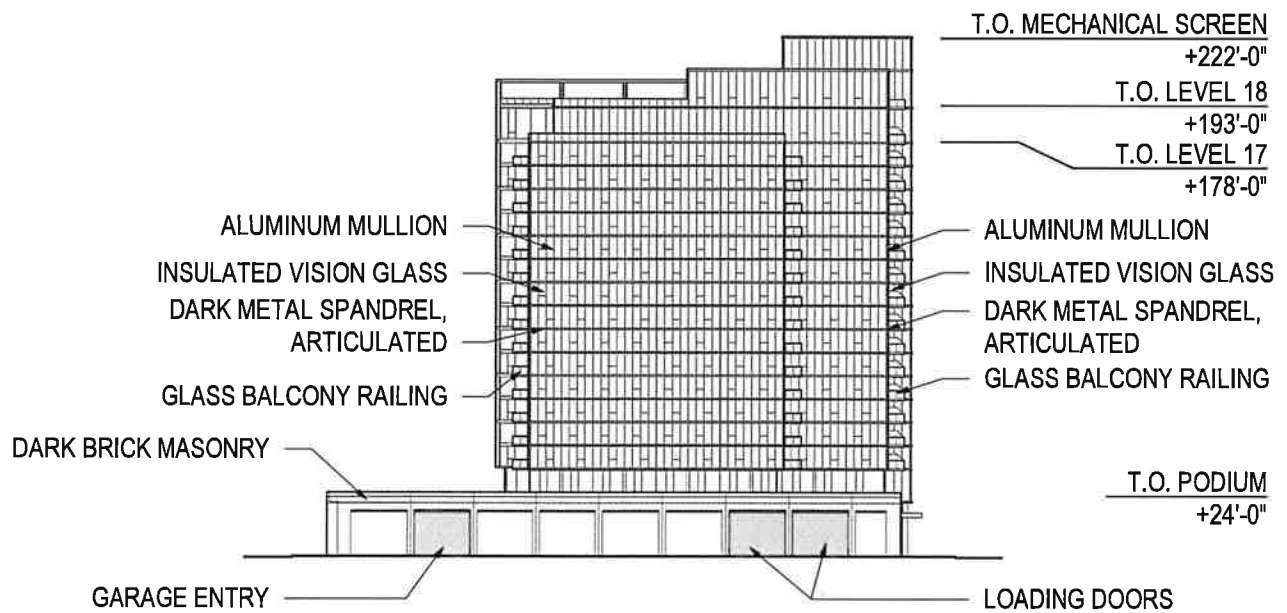 T.O. MECHANICAL SCREEN
+222'-0"
T.O. LEVEL 18
+193'-0"
T.O. LEVEL 17
+178'-0"
ALUMINUM MULLION
INSULATED VISION GLASS
DARK METAL SPANDREL,
ARTICULATED
GLASS BALCONY RAILING
DARK BRICK MASONRY
GARAGE ENTRY
ALUMINUM MULLION
INSULATED VISION GLASS
DARK METAL SPANDREL,
ARTICULATED
GLASS BALCONY RAILING
T.O. PODIUM
+24'-0"
LOADING DOORS